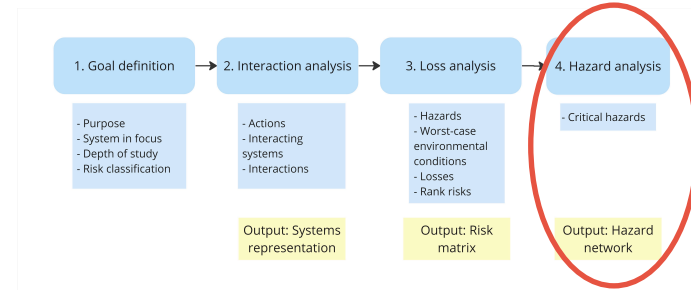 1. Goal definition
2. Interaction analysis
3. Loss analysis
4. Hazard analysis
- Purpose
- System in focus
- Depth of study
- Risk classification
- Actions
- Interacting
systems
- Interactions
- Hazards
- Worst-case
environmental
conditions
- Losses
- Rank risks
- Critical hazards
Output: Systems
representation
Output: Risk
matrix
Output: Hazard
network